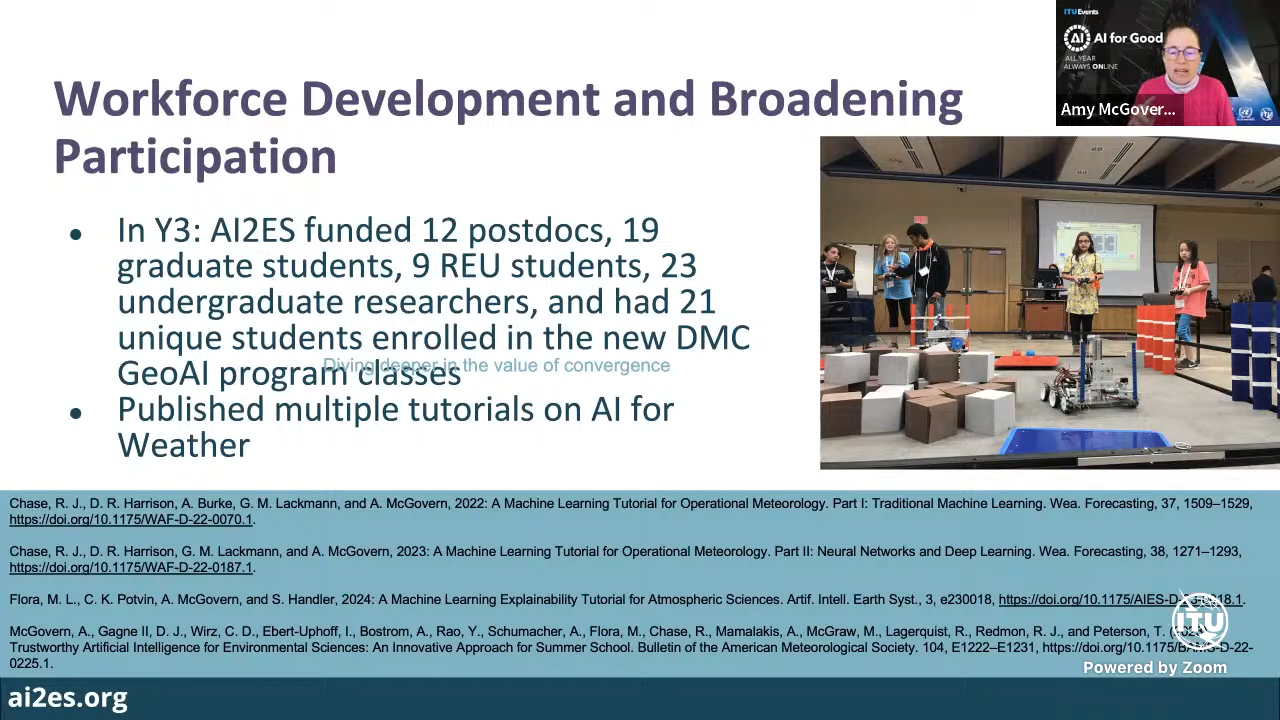 ITUEvents
AI AI for Good
ALL YEAR
ALWAYS ONLINE
Amy McGover...
Workforce Development and Broadening
Participation
● In Y3: AI2ES funded 12 postdocs, 19
graduate students, 9 REU students, 23
undergraduate researchers, and had 21
unique students enrolled in the new DMC
GeoAI program classes
Diving deeper in the value of convergence
● Published multiple tutorials on AI for
Weather
Chase, R. J., D. R. Harrison, A. Burke, G. M. Lackmann, and A. McGovern, 2022: A Machine Learning Tutorial for Operational Meteorology. Part I: Traditional Machine Learning. Wea. Forecasting, 37, 1509–1529,
https://doi.org/10.1175/WAF-D-22-0070.1.
Chase, R. J., D. R. Harrison, G. M. Lackmann, and A. McGovern, 2023: A Machine Learning Tutorial for Operational Meteorology. Part II: Neural Networks and Deep Learning. Wea. Forecasting, 38, 1271–1293,
https://doi.org/10.1175/WAF-D-22-0187.1.
Flora, M. L., C. K. Potvin, A. McGovern, and S. Handler, 2024: A Machine Learning Explainability Tutorial for Atmospheric Sciences. Artif. Intell. Earth Syst., 3, e230018,
McGovern, A., Gagne II, D. J., Wirz, C. D., Ebert-Uphoff, I., Bostrom, A., Rao, Y., Schumacher, A., Flora, M., Chase, R., Mamalakis, A., McGraw, M., Lagerquist, R., Redmon, R. J., and Peterson, T.
Trustworthy Artificial Intelligence for Environmental Sciences: An Innovative Approach for Summer School. Bulletin of the American Meteorological Society. 104, E1222–E1231, https://doi.org/10.1175/BAMS-D-22-
0225.1.
ITU
Powered by Zoom
ai2es.org